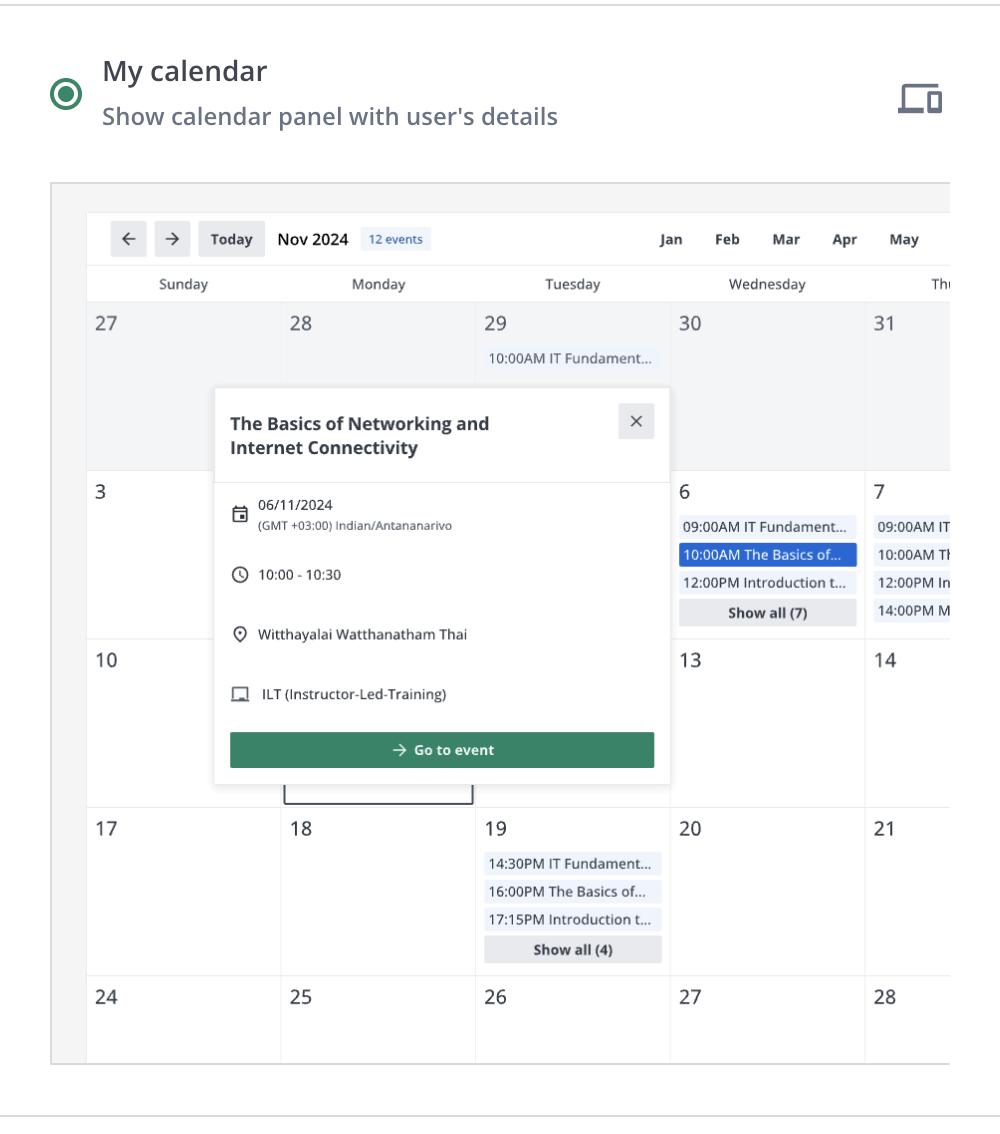 My calendar
Show calendar panel with user's details
Today Nov 2024 12 events Jan Feb Mar Apr May
Sunday Monday Tuesday Wednesday Thu
27 28 29 30 31
10:00AM IT Fundament...
The Basics of Networking and
Internet Connectivity
06/11/2024
(GMT +03:00) Indian/Antananarivo
10:00 - 10:30
Witthayalai Watthanatham Thai
ILT (Instructor-Led-Training)
Go to event
3 6 7
09:00AM IT Fundament... 09:00AM IT
10:00AM The Basics of... 10:00AM Th
12:00PM Introduction t... 12:00PM In
Show all (7) 14:00PM M
10 13 14
17 18 19 20 21
14:30PM IT Fundament...
16:00PM The Basics of...
17:15PM Introduction t...
Show all (4)
24 25 26 27 28